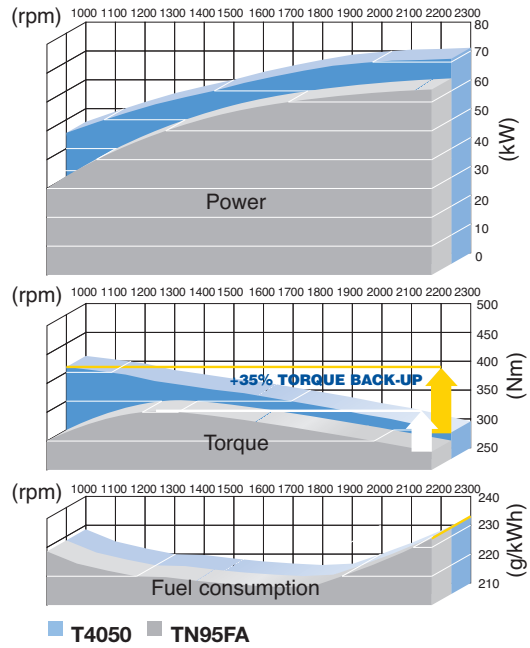 (rpm) 1000 1100 1200 1300 1400 1500 1600 1700 1800 1900 2000 2100 2200 2300
80
70
60
50
40
30
20
10
0
(kW)
Power
(rpm) 1000 1100 1200 1300 1400 1500 1600 1700 1800 1900 2000 2100 2200 2300
500
450
400
350
300
250
(Nm)
+35% TORQUE BACK-UP
Torque
(rpm) 1000 1100 1200 1300 1400 1500 1600 1700 1800 1900 2000 2100 2200 2300
240
230
220
210
(g/kWh)
Fuel consumption
T4050 TN95FA